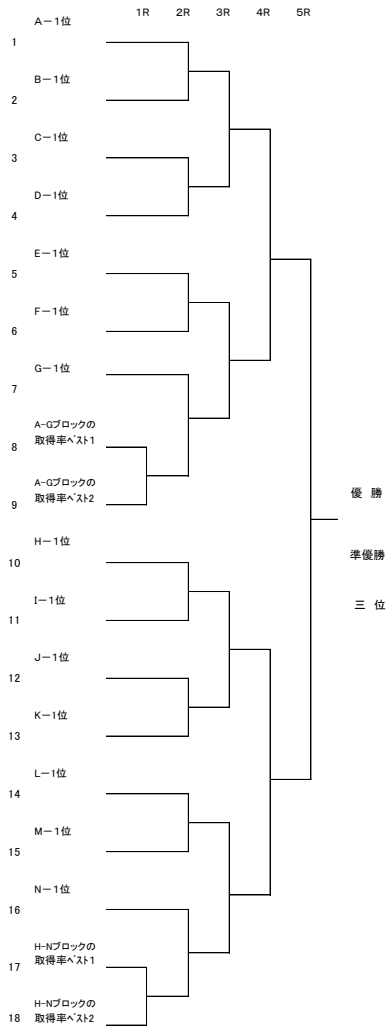 1R 2R 3R 4R 5R
A－1位
1
B－1位
2
C－1位
3
D－1位
4
E－1位
5
F－1位
6
G－1位
7
A-Gブロックの
取得率ベスト1
8
A-Gブロックの
取得率ベスト2
9
優 勝
H－1位
準優勝
10
I－1位
三 位
11
J－1位
12
K－1位
13
L－1位
14
M－1位
15
N－1位
16
H-Nブロックの
取得率ベスト1
17
H-Nブロックの
取得率ベスト2
18